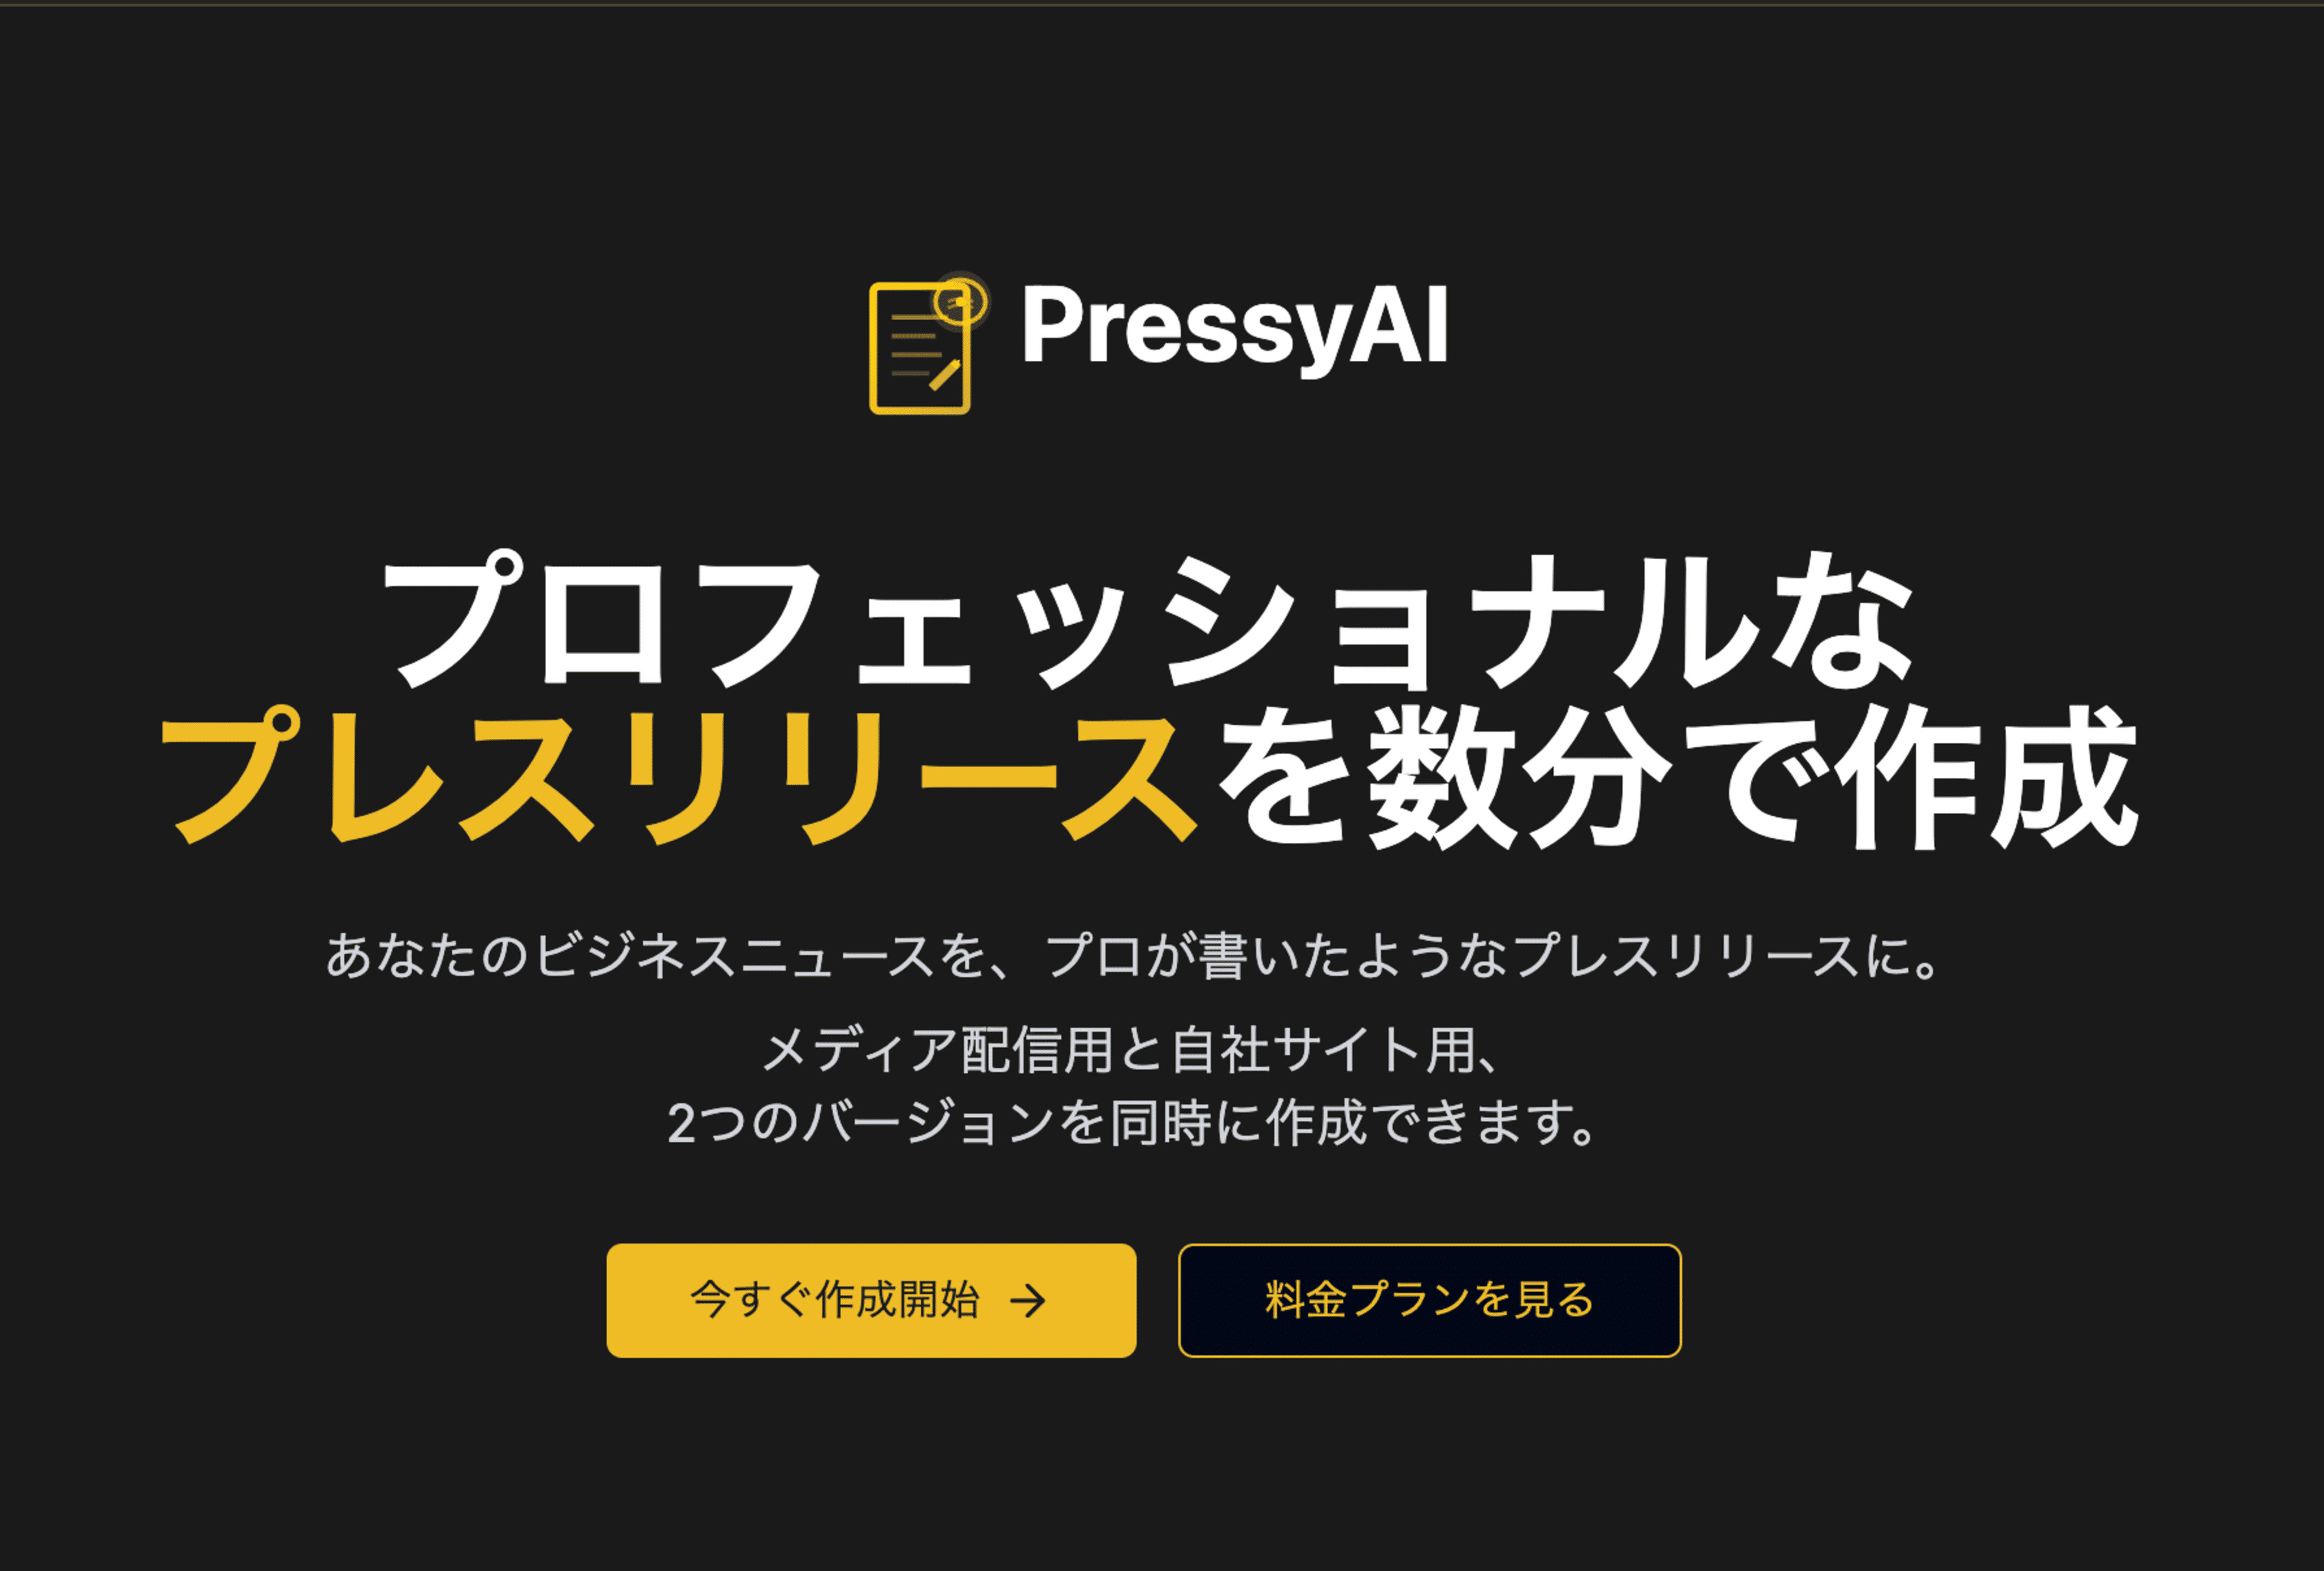 PressyAI
プロフェッショナルな
プレスリリースを数分で作成
あなたのビジネスニュースを、プロが書いたようなプレスリリースに。
メディア配信用と自社サイト用、
2つのバージョンを同時に作成できます。
今すぐ作成開始 →
料金プランを見る